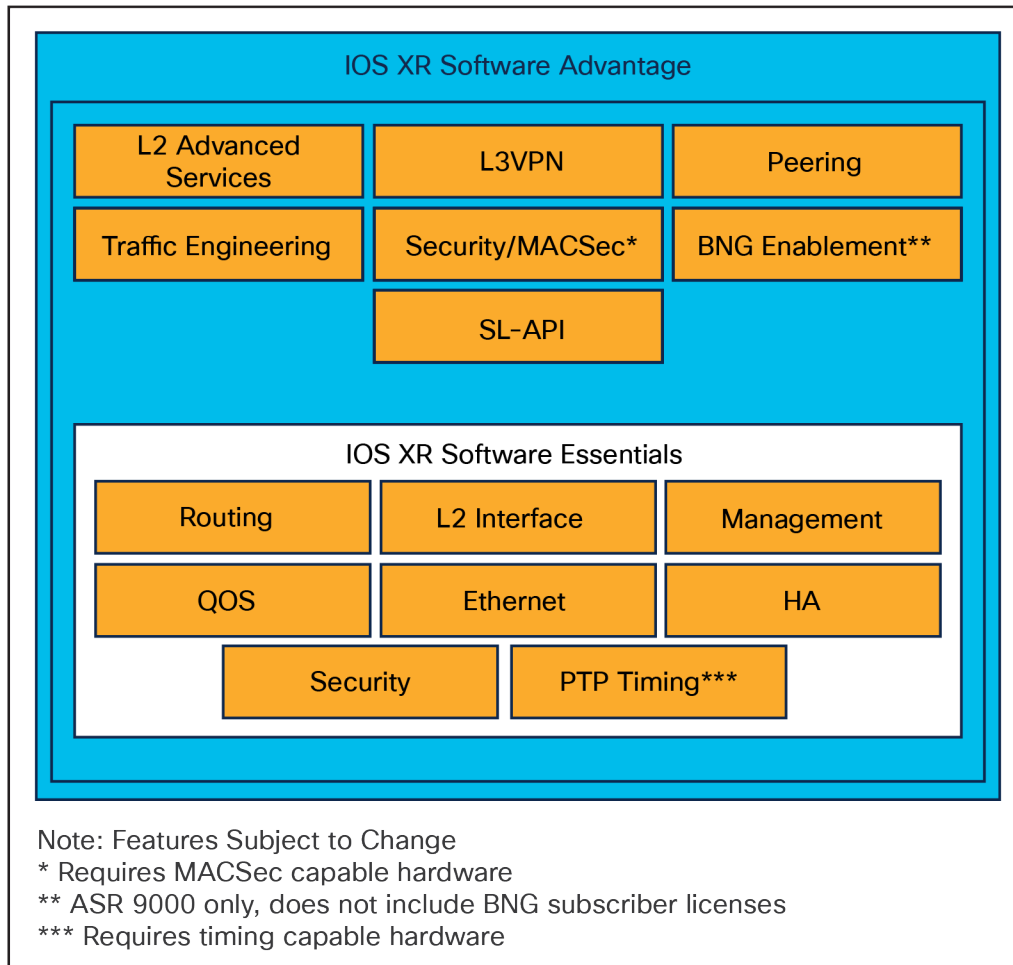 IOS XR Software Advantage
L2 Advanced
Services
L3VPN
Peering
Traffic Engineering
Security/MACSec*
BNG Enablement**
SL-API
IOS XR Software Essentials
Routing
L2 Interface
Management
QOS
Ethernet
HA
Security
PTP Timing***
Note: Features Subject to Change
* Requires MACSec capable hardware
** ASR 9000 only, does not include BNG subscriber licenses
*** Requires timing capable hardware